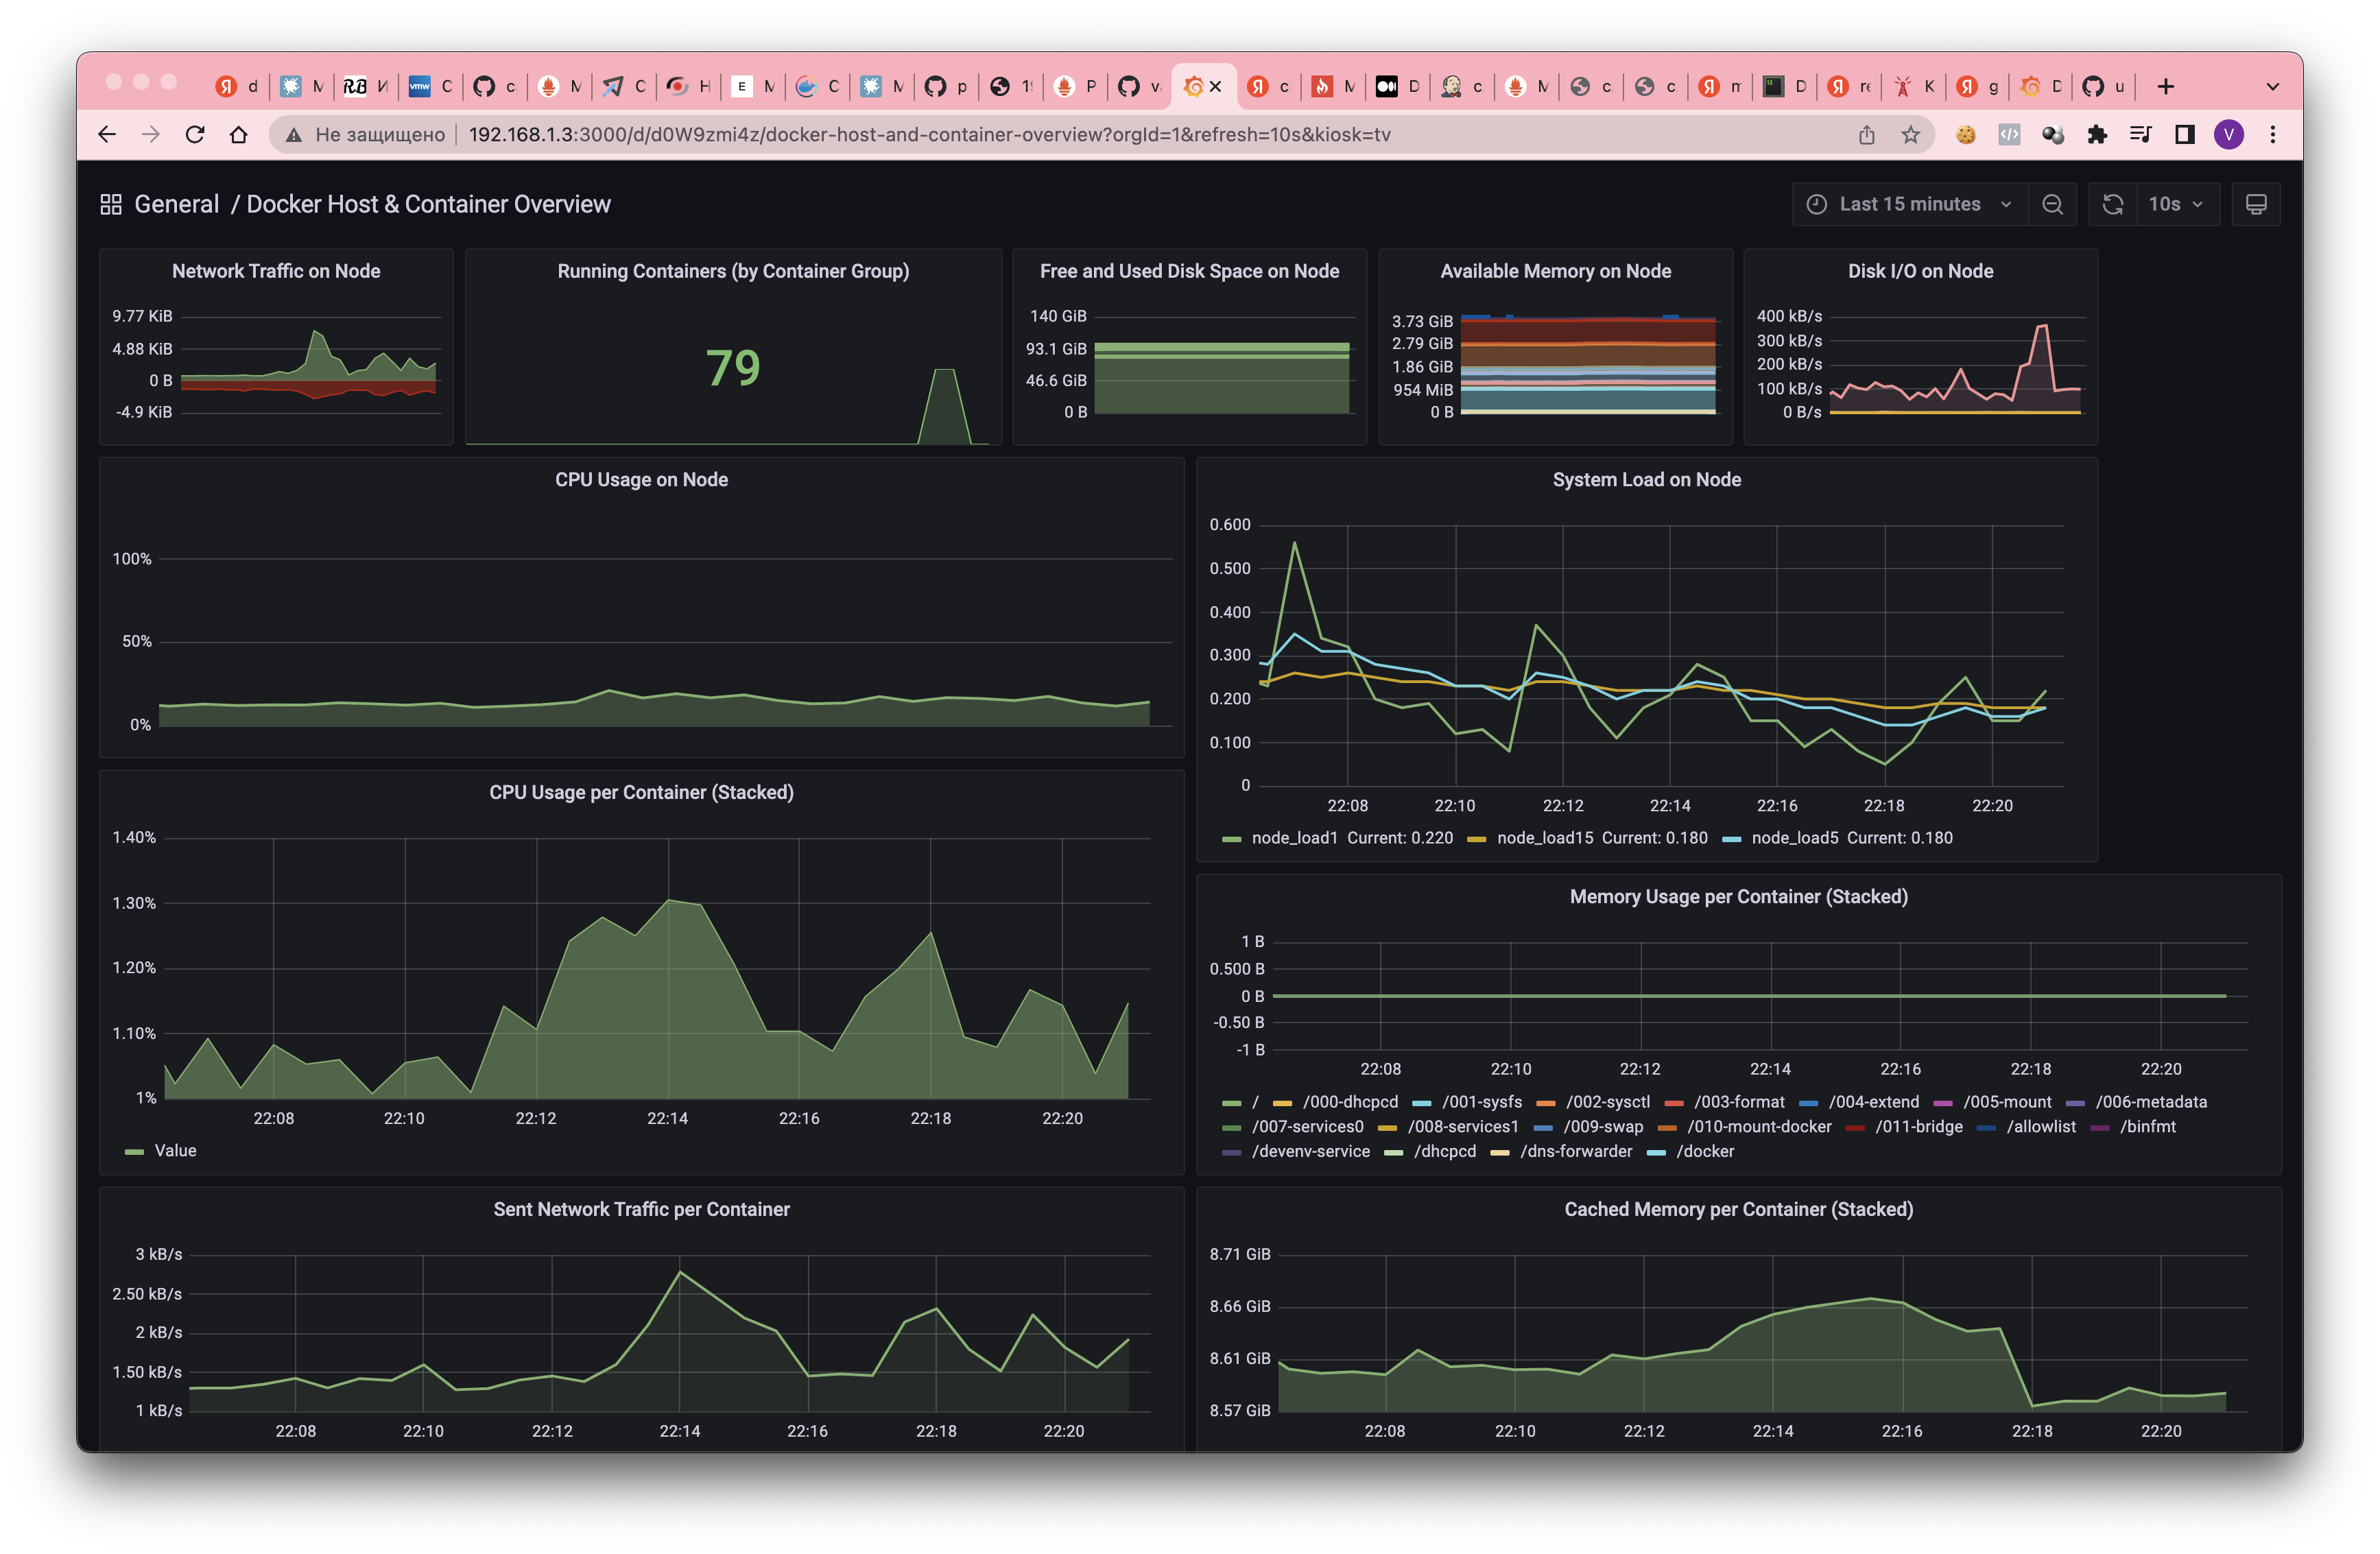 Я d M RB И vmw C c M C H E M C M p 19 P v c M D c M c c m D re K g D u
Не защищено 192.168.1.3:3000/d/d0W9zmi4z/docker-host-and-container-overview?orgId=1&refresh=10s&kiosk=tv V
General / Docker Host & Container Overview Last 15 minutes 10s
Network Traffic on Node
9.77 KiB
4.88 KiB
0 B
-4.9 KiB
Running Containers (by Container Group)
79
Free and Used Disk Space on Node
140 GiB
93.1 GiB
46.6 GiB
0 B
Available Memory on Node
3.73 GiB
2.79 GiB
1.86 GiB
954 MiB
0 B
Disk I/O on Node
400 kB/s
300 kB/s
200 kB/s
100 kB/s
0 B/s
CPU Usage on Node
100%
50%
0%
System Load on Node
0.600
0.500
0.400
0.300
0.200
0.100
0
22:08 22:10 22:12 22:14 22:16 22:18 22:20
node_load1 Current: 0.220 node_load15 Current: 0.180 node_load5 Current: 0.180
CPU Usage per Container (Stacked)
1.40%
1.30%
1.20%
1.10%
1%
22:08 22:10 22:12 22:14 22:16 22:18 22:20
Value
Memory Usage per Container (Stacked)
1 B
0.500 B
0 B
-0.50 B
-1 B
22:08 22:10 22:12 22:14 22:16 22:18 22:20
/ /000-dhcpcd /001-sysfs /002-sysctl /003-format /004-extend /005-mount /006-metadata
/007-services0 /008-services1 /009-swap /010-mount-docker /011-bridge /allowlist /binfmt
/devenv-service /dhcpcd /dns-forwarder /docker
Sent Network Traffic per Container
3 kB/s
2.50 kB/s
2 kB/s
1.50 kB/s
1 kB/s
22:08 22:10 22:12 22:14 22:16 22:18 22:20
Cached Memory per Container (Stacked)
8.71 GiB
8.66 GiB
8.61 GiB
8.57 GiB
22:08 22:10 22:12 22:14 22:16 22:18 22:20